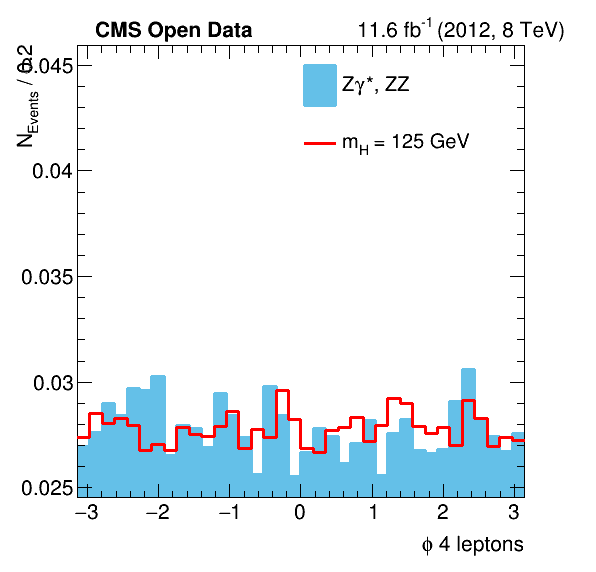 CMS Open Data 11.6 fb-1 (2012, 8 TeV)
NEvents / 0.2
0.045
0.04
0.035
0.03
0.025
Zγ*, ZZ
mH = 125 GeV
−3 −2 −1 0 1 2 3
ϕ 4 leptons